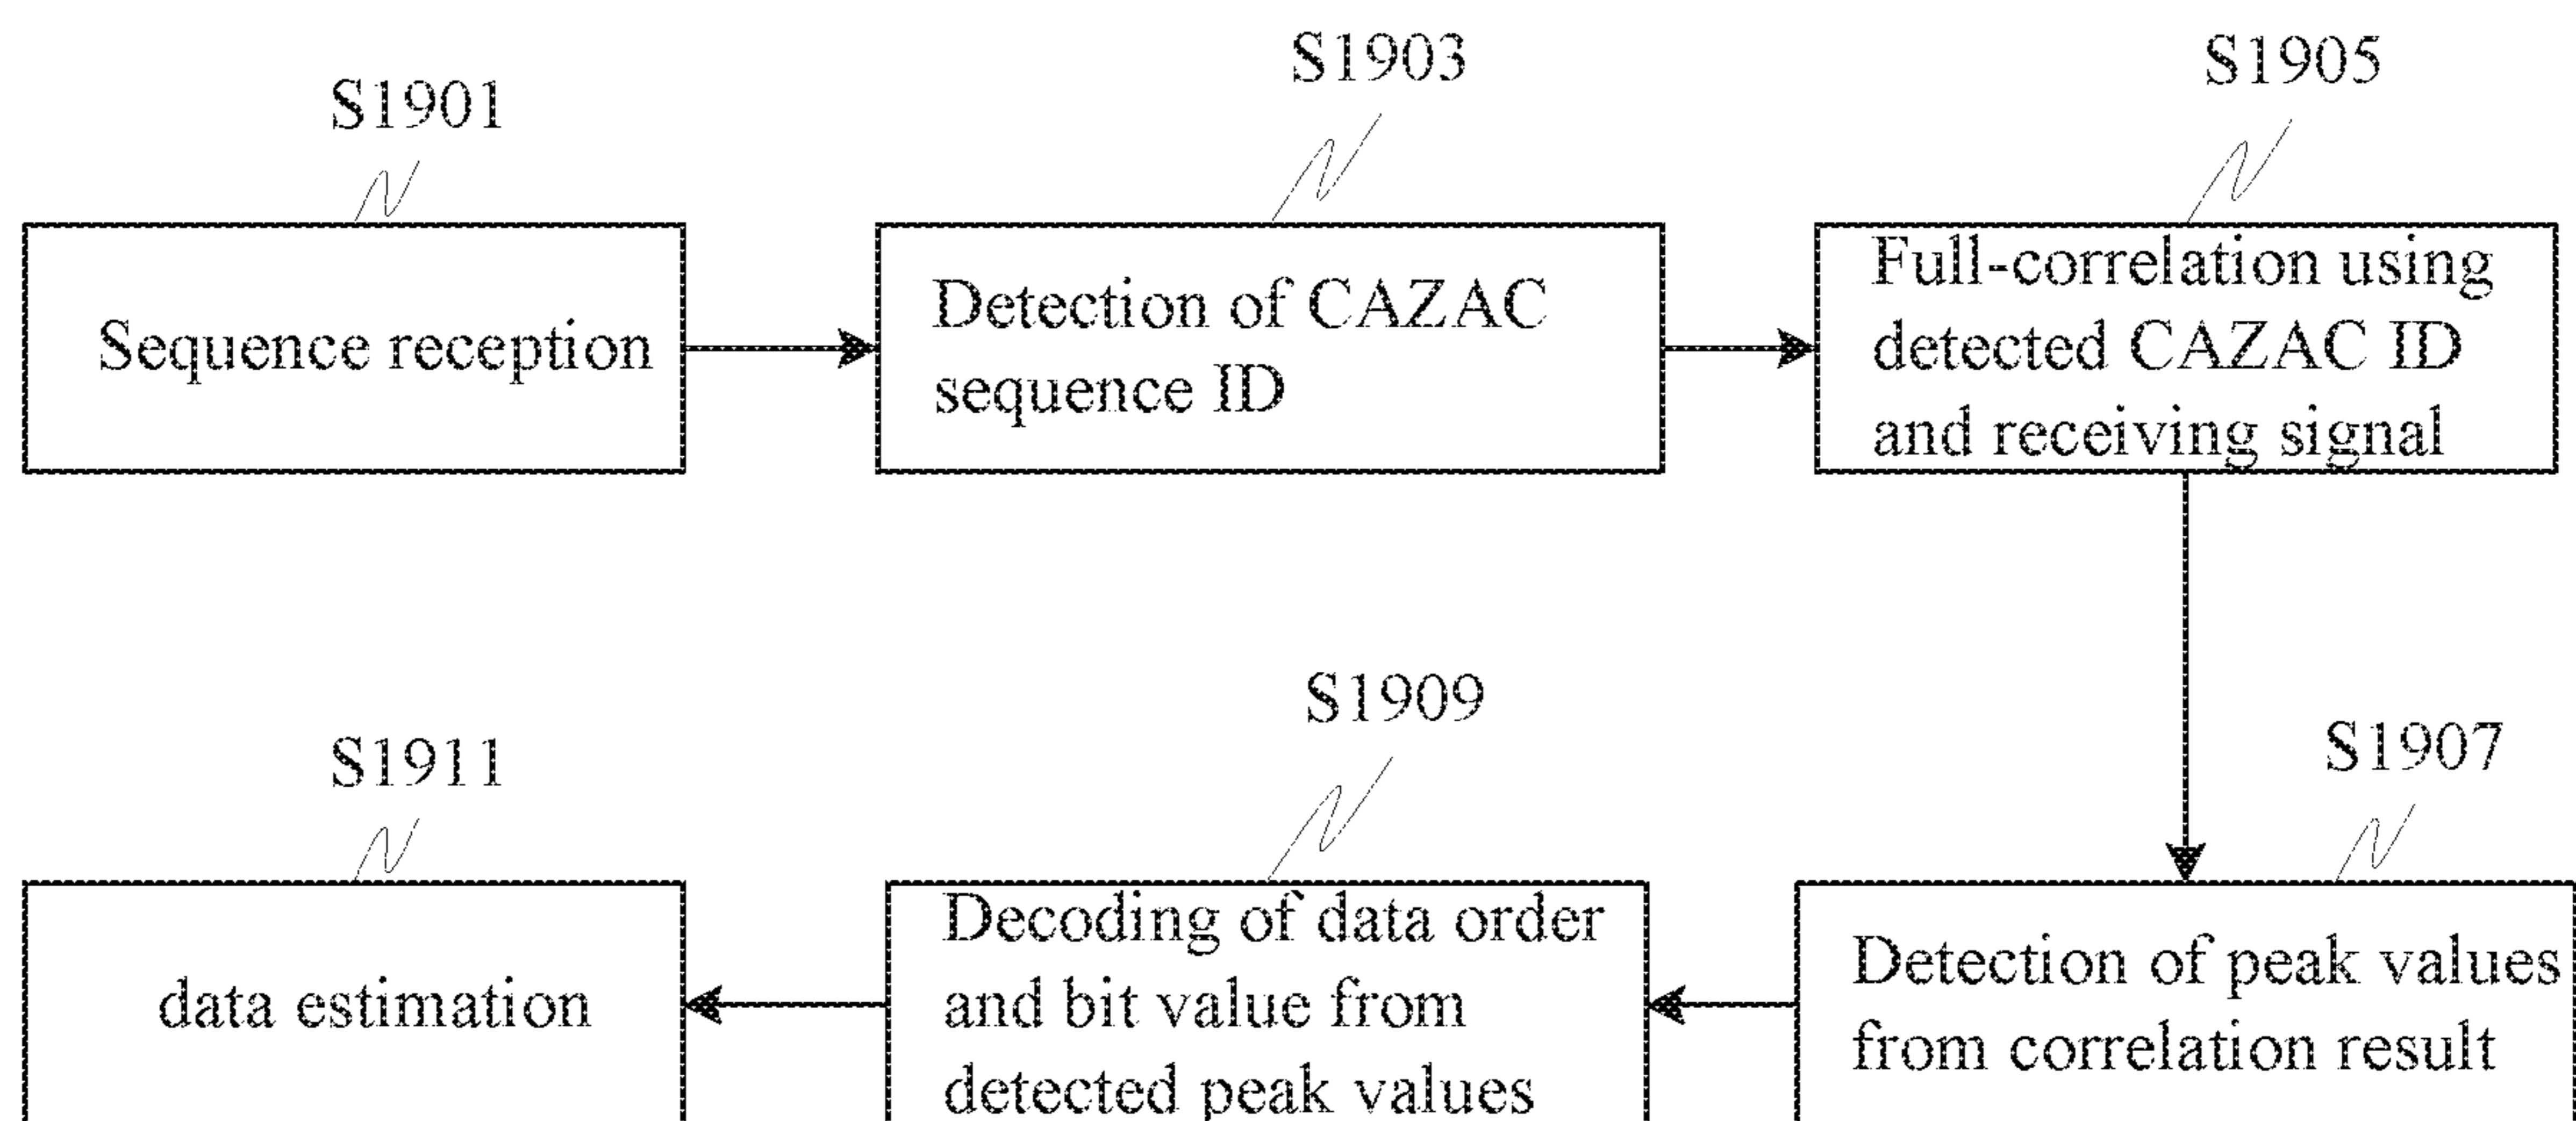 S1901
Sequence reception
S1903
Detection of CAZAC
sequence ID
S1905
Full-correlation using
detected CAZAC ID
and receiving signal
S1907
Detection of peak values
from correlation result
S1909
Decoding of data order
and bit value from
detected peak values
S1911
data estimation